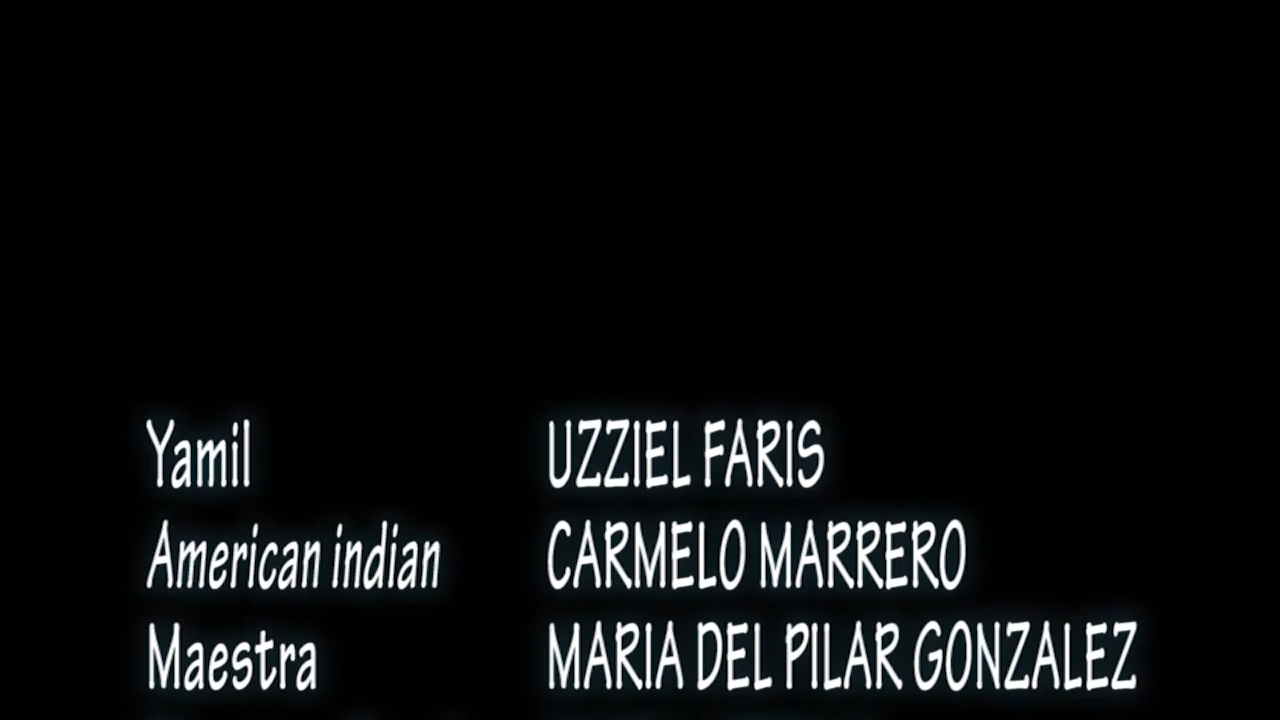 Yamil UZZIEL FARIS
American indian CARMELO MARRERO
Maestra MARIA DEL PILAR GONZALEZ